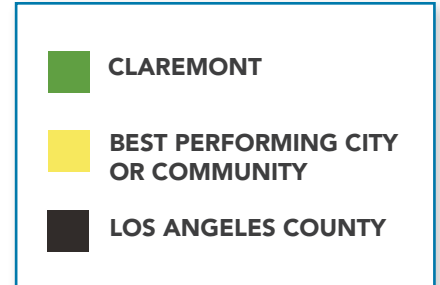 CLAREMONT
BEST PERFORMING CITY
OR COMMUNITY
LOS ANGELES COUNTY